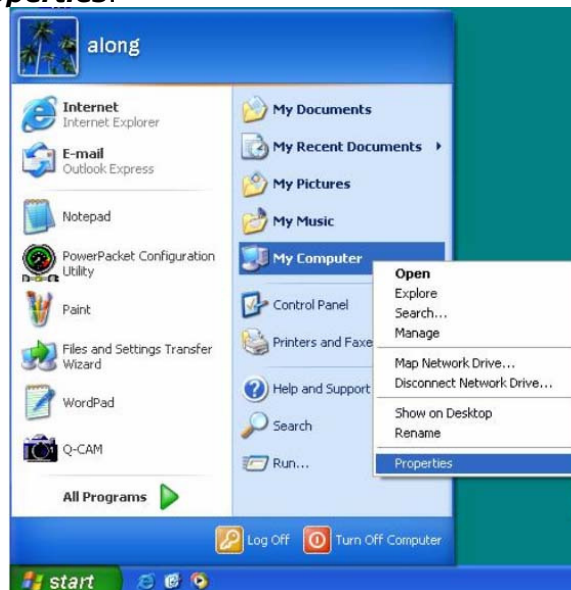 perties.
along
Internet
Internet Explorer
E-mail
Outlook Express
Notepad
PowerPacket Configuration
Utility
Paint
Files and Settings Transfer
Wizard
WordPad
Q-CAM
All Programs
My Documents
My Recent Documents
My Pictures
My Music
My Computer
Control Panel
Printers and Faxe
Help and Support
Search
Run...
Open
Explore
Search...
Manage
Map Network Drive...
Disconnect Network Drive...
Show on Desktop
Rename
Properties
Log Off
Turn Off Computer
start